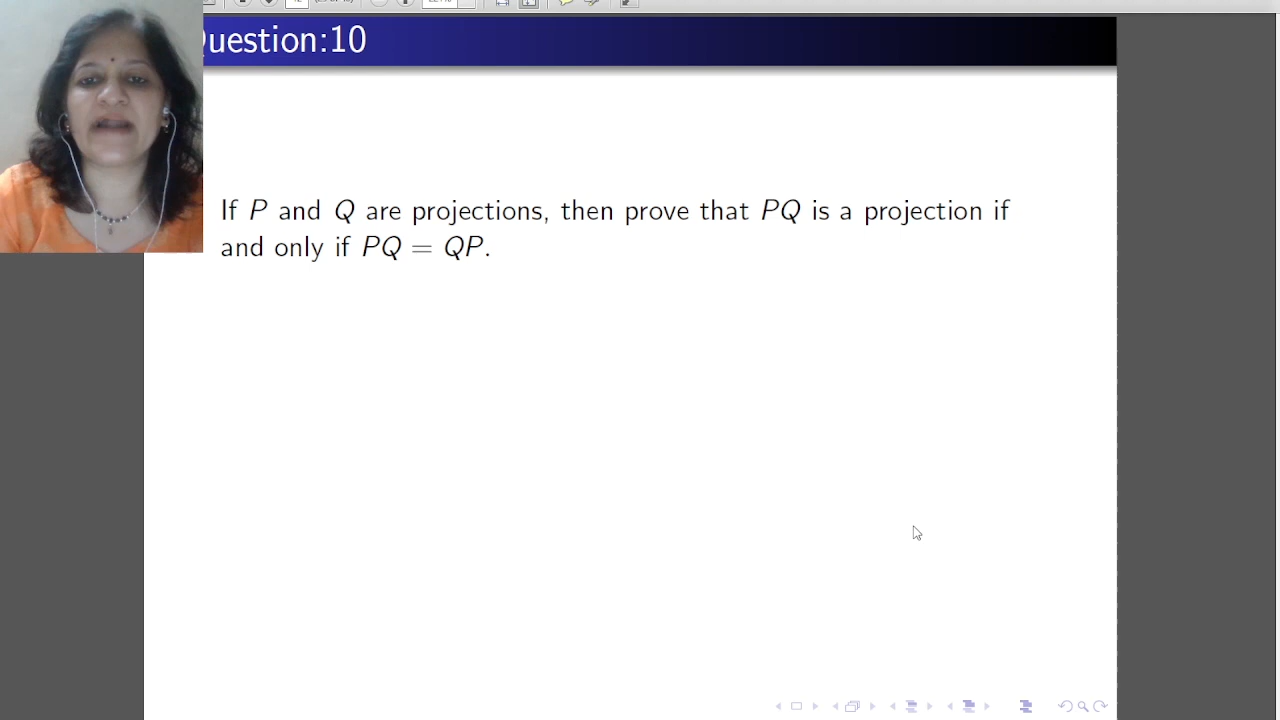 uestion:10
If P and Q are projections, then prove that PQ is a projection if
and only if PQ = QP.